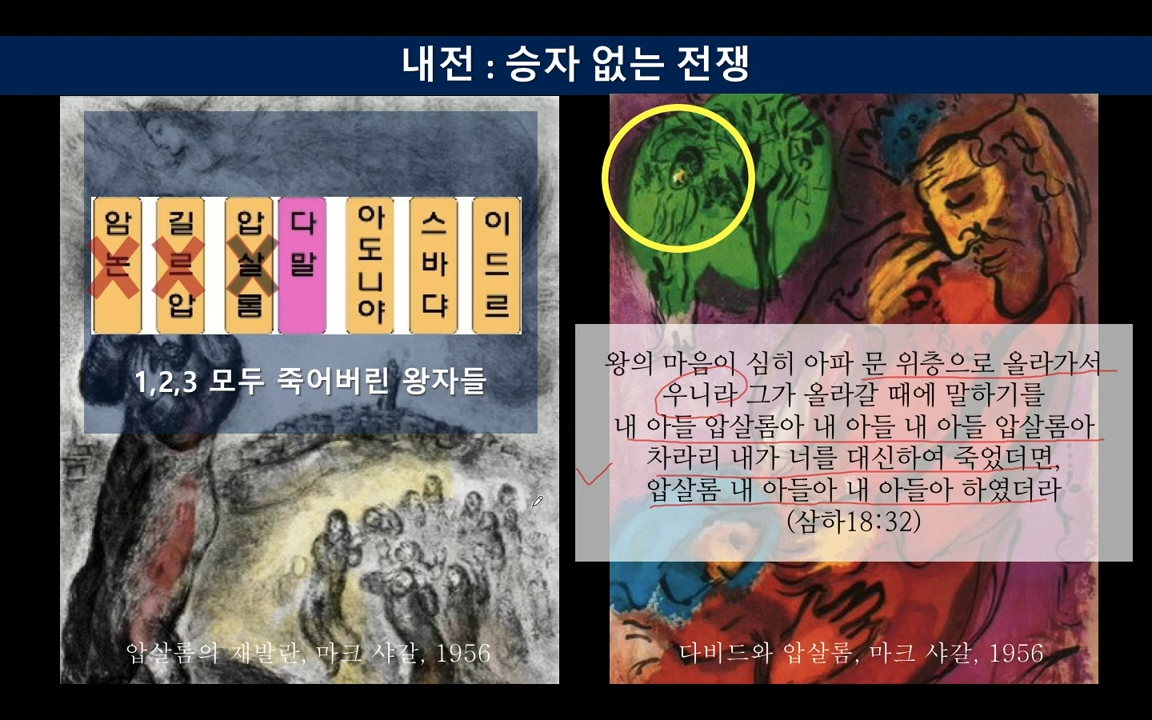 내전 : 승자 없는 전쟁
암논
길르압
압살롬
다말
아도니야
스바댜
이드르
1,2,3 모두 죽어버린 왕자들
압살롬의 재발란, 마크 샤갈, 1956
왕의 마음이 심히 아파 문 위층으로 올라가서
우니라 그가 올라갈 때에 말하기를
내 아들 압살롬아 내 아들 내 아들 압살롬아
차라리 내가 너를 대신하여 죽었더면,
압살롬 내 아들아 내 아들아 하였더라
(삼하18:32)
다비드와 압살롬, 마크 샤갈, 1956